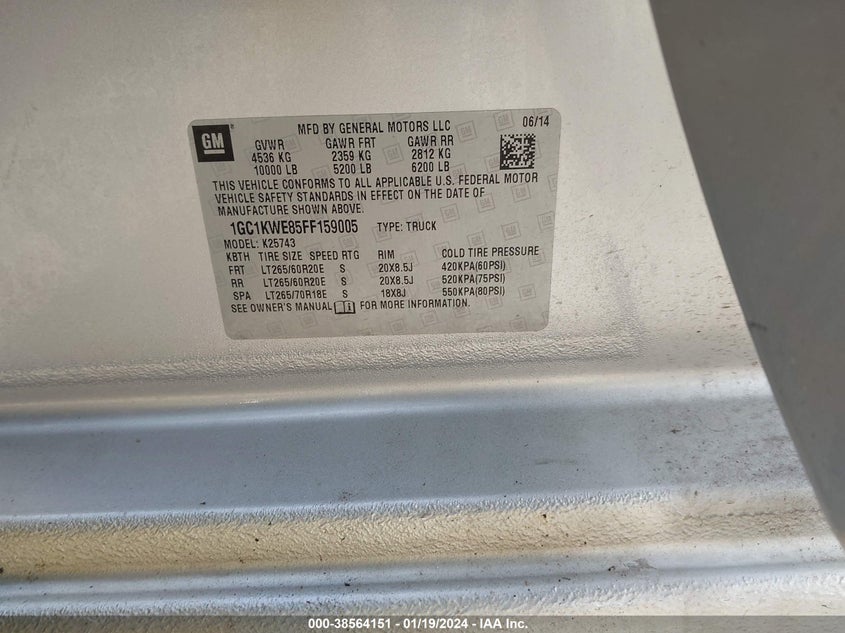 GM
MFD BY GENERAL MOTORS LLC 06/14
GVWR GAWR FRT GAWR RR
4536 KG 2359 KG 2812 KG
10000 LB 5200 LB 6200 LB
THIS VEHICLE CONFORMS TO ALL APPLICABLE U.S. FEDERAL MOTOR
VEHICLE SAFETY STANDARDS IN EFFECT ON THE DATE OF
MANUFACTURE SHOWN ABOVE.
1GC1KWE85FF159005 TYPE: TRUCK
MODEL: K25743
KBTH TIRE SIZE SPEED RTG RIM COLD TIRE PRESSURE
FRT LT265/60R20E S 20X8.5J 420KPA(60PSI)
RR LT265/60R20E S 20X8.5J 520KPA(75PSI)
SPA LT265/70R18E S 18X8J 550KPA(80PSI)
SEE OWNER'S MANUAL FOR MORE INFORMATION.
000-38564151 - 01/19/2024 - IAA Inc.